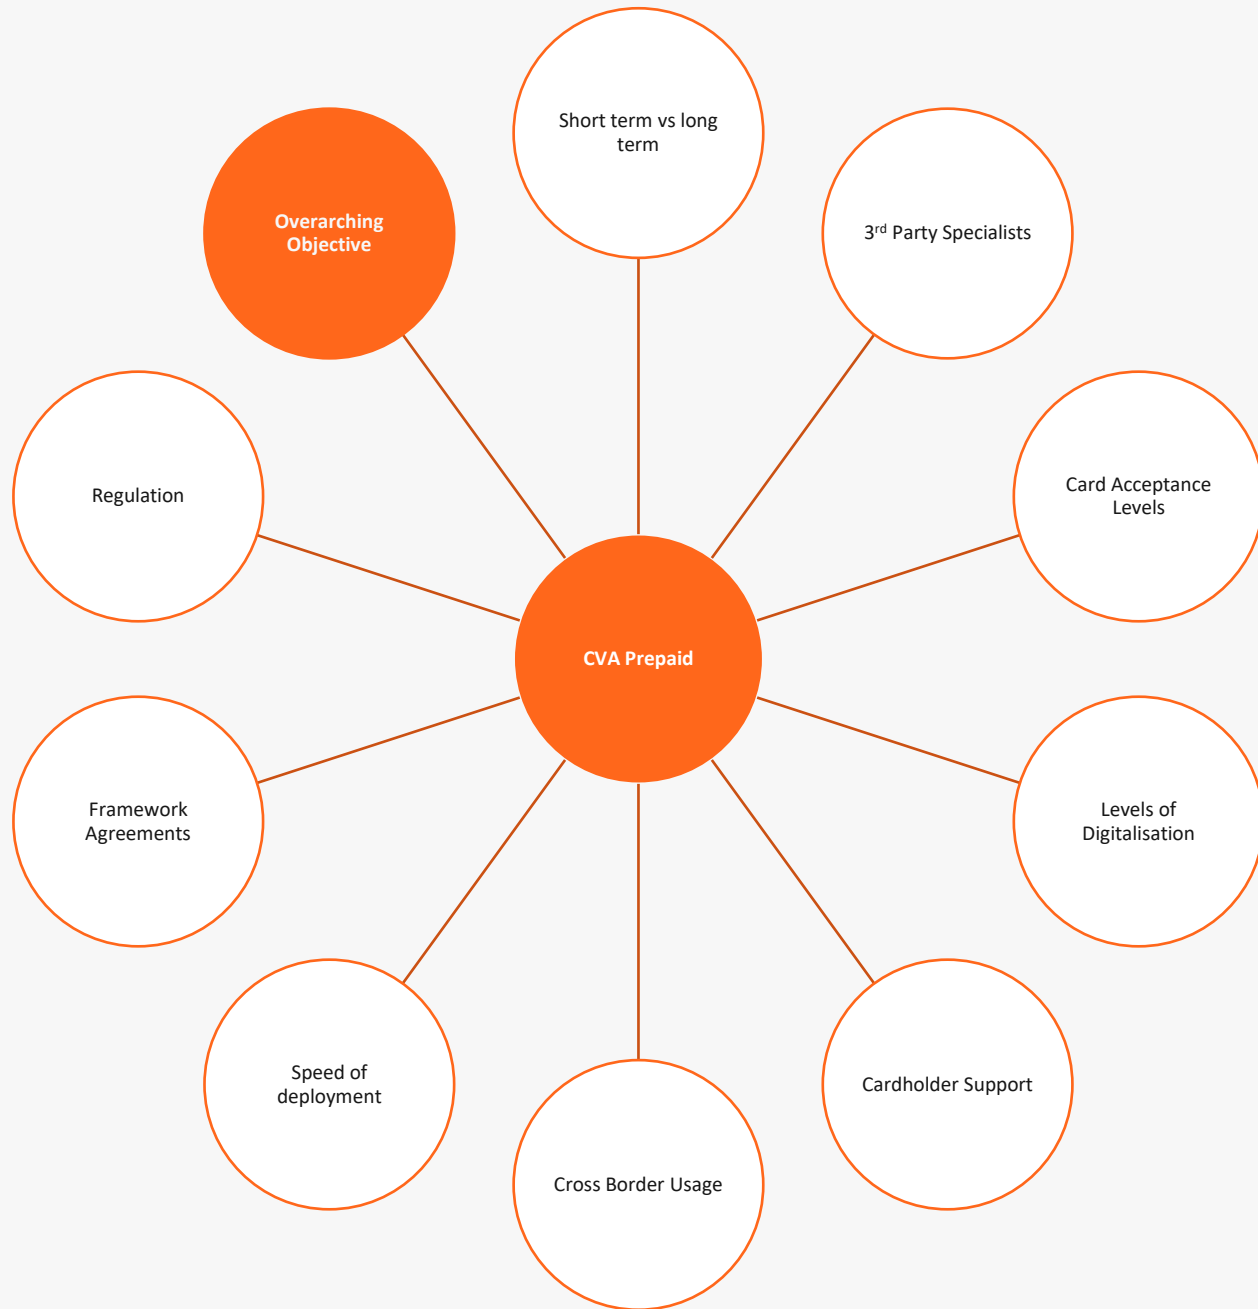 Short term vs long
term
3rd Party Specialists
Card Acceptance
Levels
Levels of
Digitalisation
Cardholder Support
Cross Border Usage
Speed of
deployment
Framework
Agreements
Regulation
Overarching
Objective
CVA Prepaid